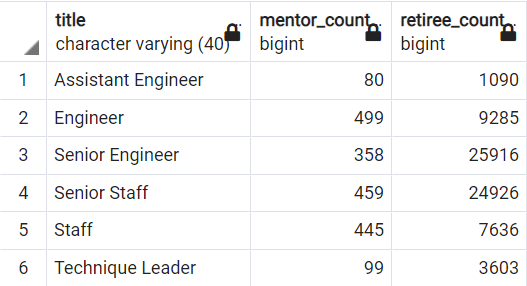 title mentor_count retiree_count
character varying (40) bigint bigint
1 Assistant Engineer 80 1090
2 Engineer 499 9285
3 Senior Engineer 358 25916
4 Senior Staff 459 24926
5 Staff 445 7636
6 Technique Leader 99 3603